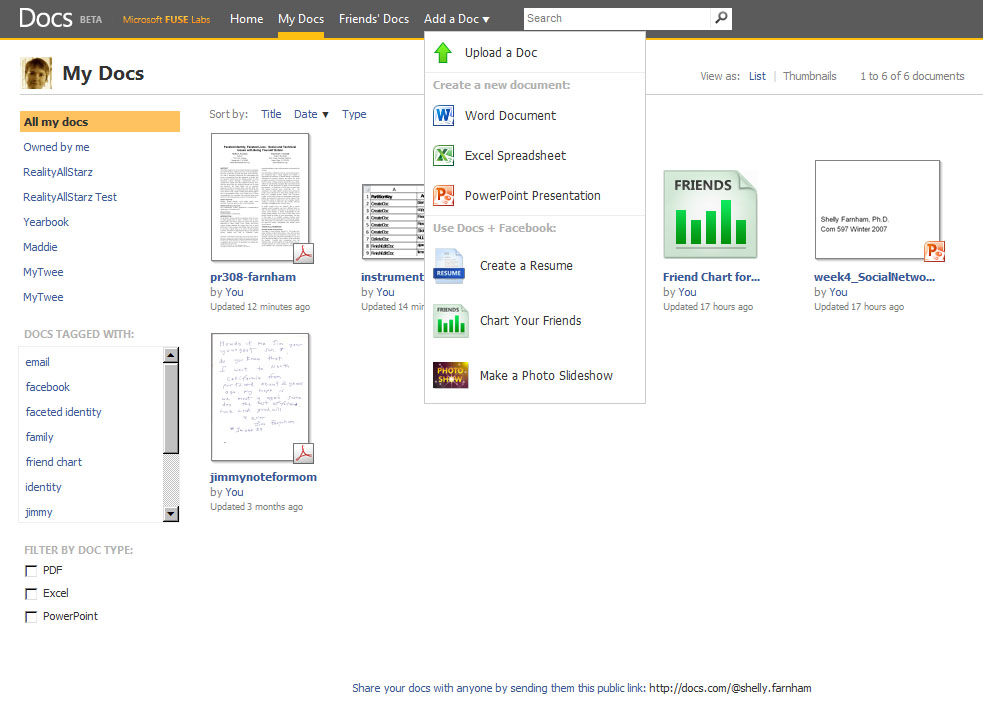 Docs BETA Microsoft FUSE Labs Home My Docs Friends' Docs Add a Doc ▼ Search
My Docs
View as: List | Thumbnails 1 to 6 of 6 documents
Upload a Doc
Create a new document:
Word Document
Excel Spreadsheet
PowerPoint Presentation
Use Docs + Facebook:
RESUME
Create a Resume
FRIENDS
Chart Your Friends
PHOTO SHOW
Make a Photo Slideshow
All my docs
Owned by me
RealityAllStarz
RealityAllStarz Test
Yearbook
Maddie
MyTwee
MyTwee
DOCS TAGGED WITH:
email
facebook
faceted identity
family
friend chart
identity
jimmy
FILTER BY DOC TYPE:
PDF
Excel
PowerPoint
Sort by: Title Date ▼ Type
pr308-farnham
by You
Updated 12 minutes ago
instrument
by You
Updated 14 min
FRIENDS
Friend Chart for...
by You
Updated 17 hours ago
Shelly Farnham, Ph.D.
Com 597 Winter 2007
week4_SocialNetwo...
by You
Updated 17 hours ago
jimmynoteformom
by You
Updated 3 months ago
Share your docs with anyone by sending them this public link: http://docs.com/@shelly.farnham